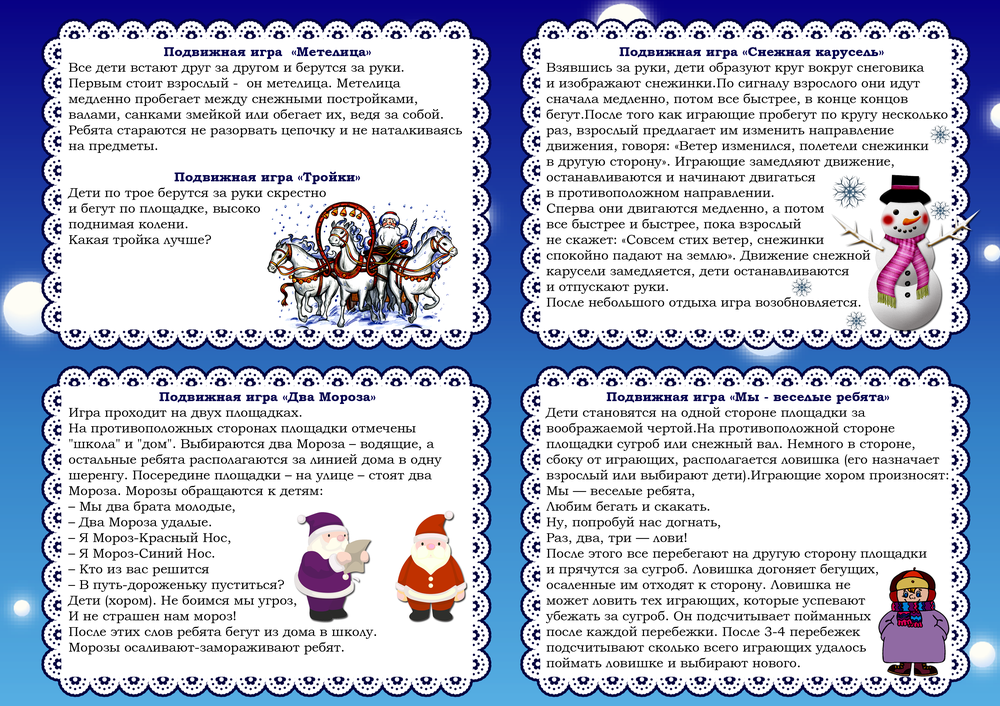 Подвижная игра  «Метелица»
Все дети встают друг за другом и берутся за руки.
Первым стоит взрослый -  он метелица. Метелица
медленно пробегает между снежными постройками,
валами, санками змейкой или обегает их, ведя за собой.
Ребята стараются не разорвать цепочку и не наталкиваясь
на предметы.
Подвижная игра «Тройки»
Дети по трое берутся за руки скрестно
и бегут по площадке, высоко
поднимая колени.
Какая тройка лучше?
Подвижная игра «Снежная карусель»
Взявшись за руки, дети образуют круг вокруг снеговика
и изображают снежинки.По сигналу взрослого они идут
сначала медленно, потом все быстрее, в конце концов
бегут.После того как играющие пробегут по кругу несколько
раз, взрослый предлагает им изменить направление
движения, говоря: «Ветер изменился, полетели снежинки
в другую сторону». Играющие замедляют движение,
останавливаются и начинают двигаться
в противоположном направлении.
Сперва они двигаются медленно, а потом
все быстрее и быстрее, пока взрослый
не скажет: «Совсем стих ветер, снежинки
спокойно падают на землю». Движение снежной
карусели замедляется, дети останавливаются
и отпускают руки.
После небольшого отдыха игра возобновляется.
Подвижная игра «Два Мороза»
Игра проходит на двух площадках.
На противоположных сторонах площадки отмечены
"школа" и "дом". Выбираются два Мороза – водящие, а
остальные ребята располагаются за линией дома в одну
шеренгу. Посередине площадки – на улице – стоят два
Мороза. Морозы обращаются к детям:
– Мы два брата молодые,
– Два Мороза удалые.
– Я Мороз-Красный Нос,
– Я Мороз-Синий Нос.
– Кто из вас решится
– В путь-дороженьку пуститься?
Дети (хором). Не боимся мы угроз,
И не страшен нам мороз!
После этих слов ребята бегут из дома в школу.
Морозы осаливают-замораживают ребят.
Подвижная игра «Мы - веселые ребята»
Дети становятся на одной стороне площадки за
воображаемой чертой.На противоположной стороне
площадки сугроб или снежный вал. Немного в стороне,
сбоку от играющих, располагается ловишка (его назначает
взрослый или выбирают дети).Играющие хором произносят:
Мы — веселые ребята,
Любим бегать и скакать.
Ну, попробуй нас догнать,
Раз, два, три — лови!
После этого все перебегают на другую сторону площадки
и прячутся за сугроб. Ловишка догоняет бегущих,
осаленные им отходят к сторону. Ловишка не
может ловить тех играющих, которые успевают
убежать за сугроб. Он подсчитывает пойманных
после каждой перебежки. После 3-4 перебежек
подсчитывают сколько всего играющих удалось
поймать ловишке и выбирают нового.